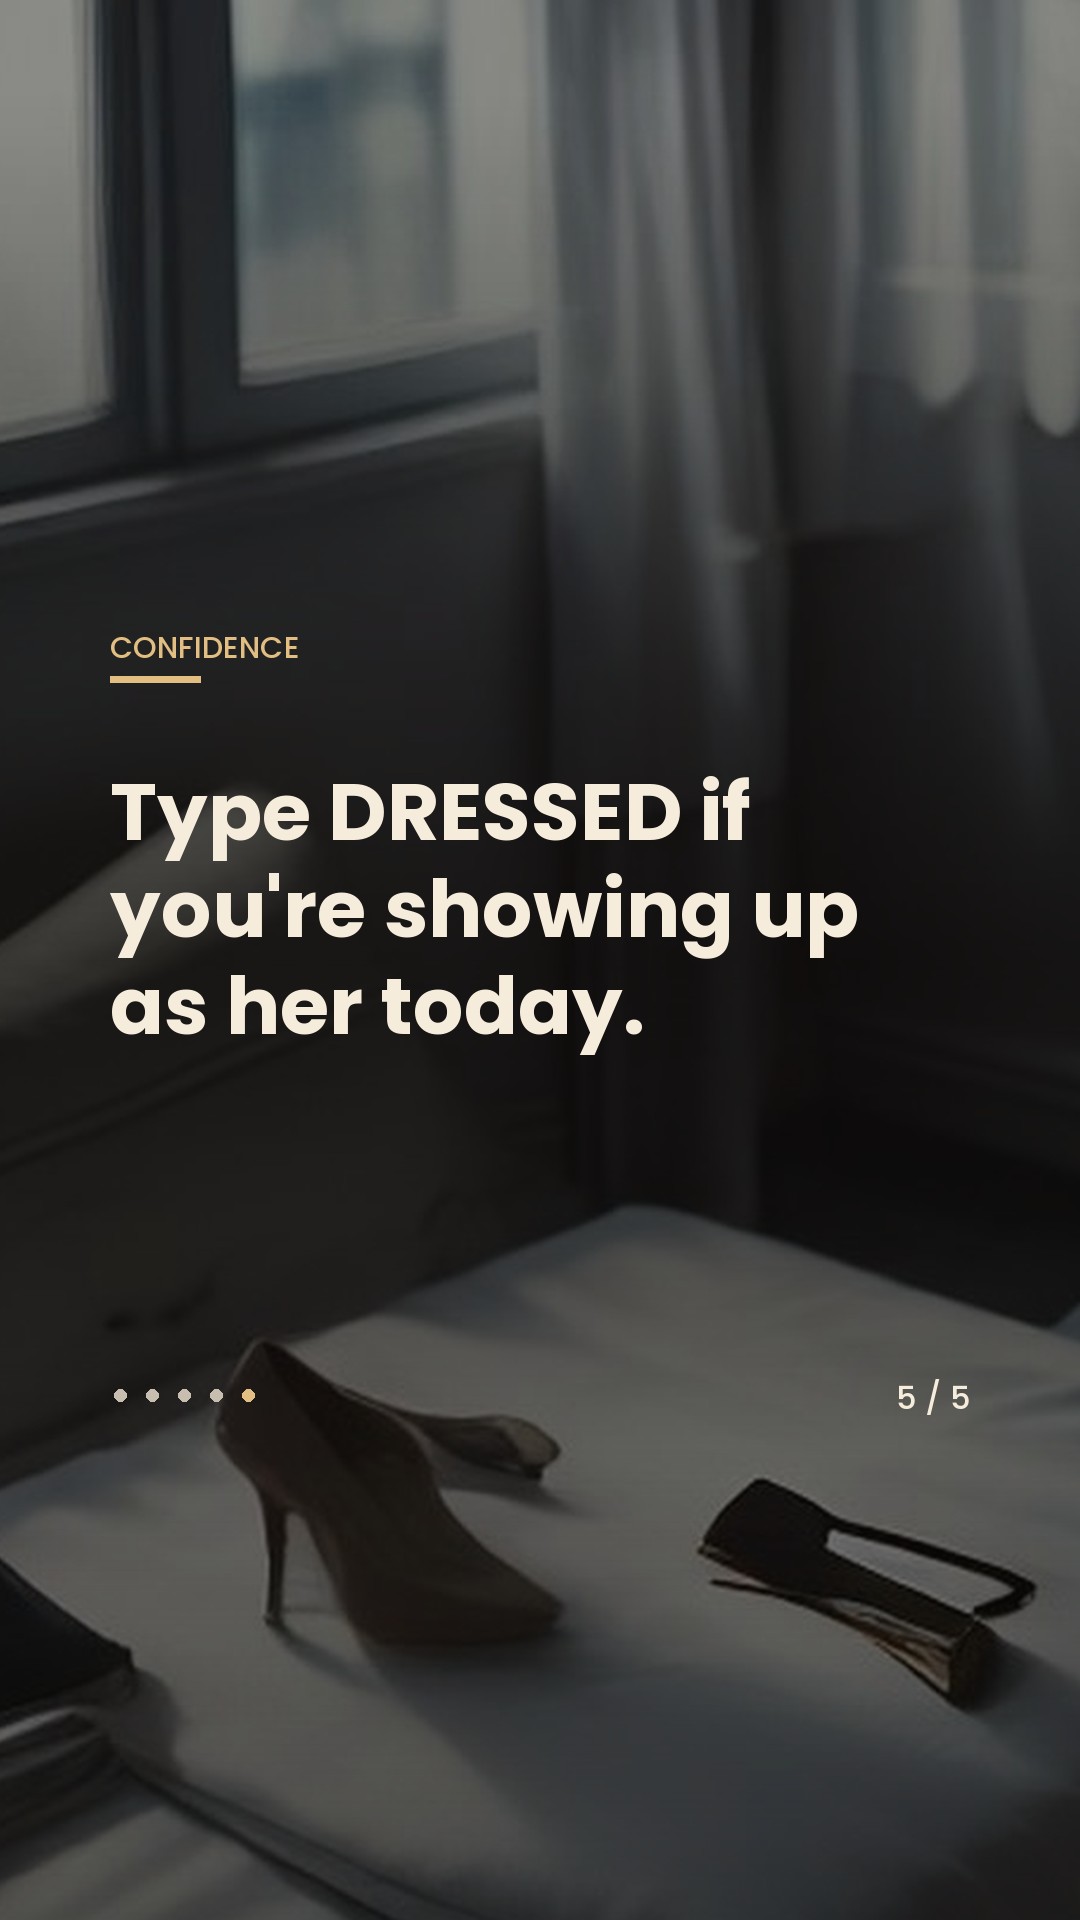 CONFIDENCE
Type DRESSED if
you're showing up
as her today.
5 / 5